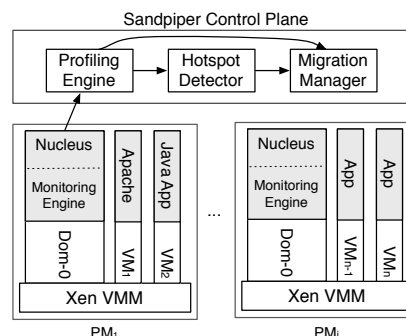 Sandpiper Control Plane
Profiling
Engine
Hotspot
Detector
Migration
Manager
Nucleus
Monitoring
Engine
Dom-0
Apache
VM1
Java App
VM2
Xen VMM
PM1
...
Nucleus
Monitoring
Engine
Dom-0
App
VMn-1
App
VMn
Xen VMM
PMi